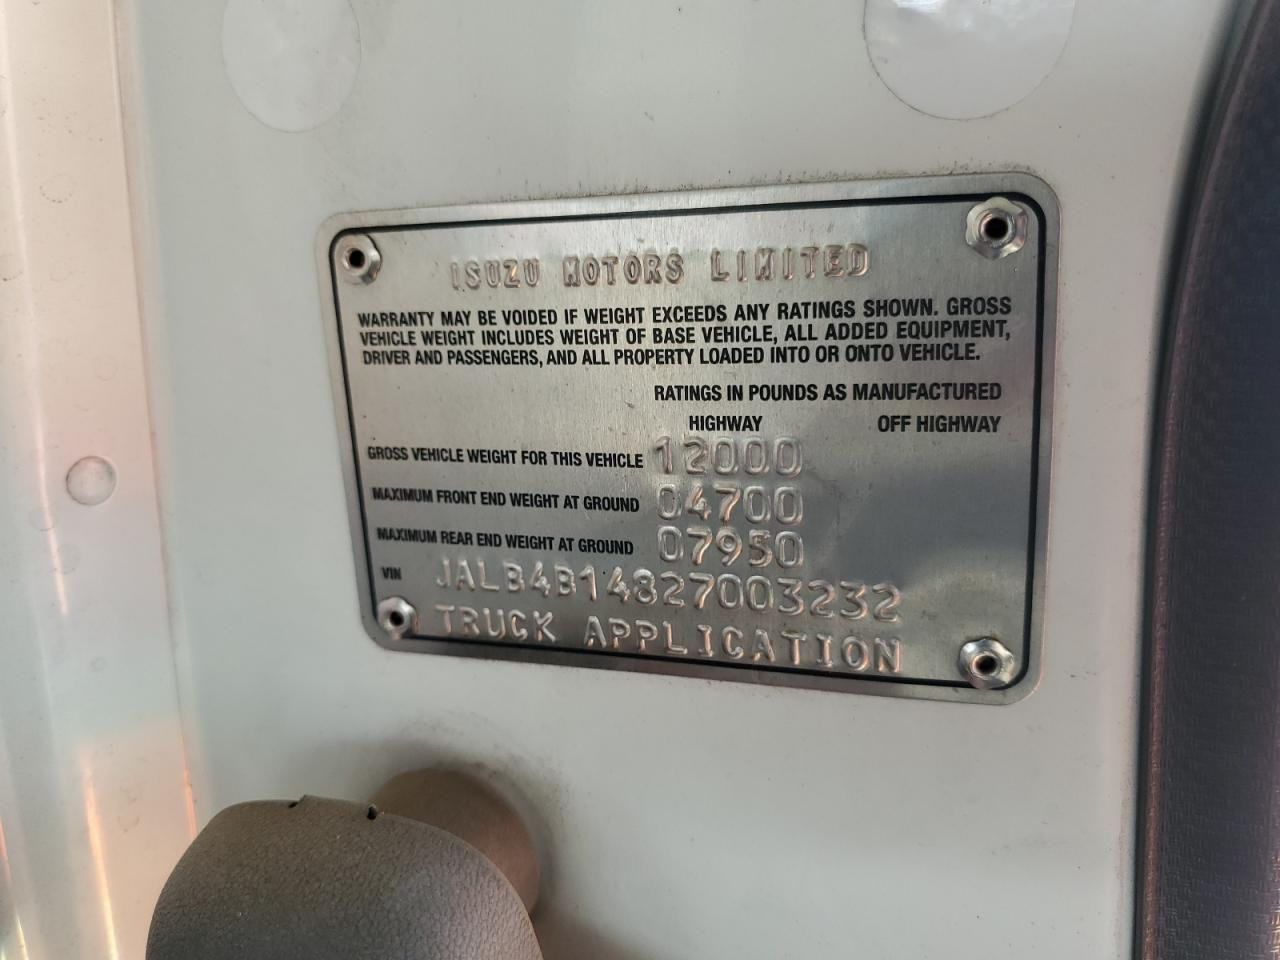 ISUZU MOTORS LIMITED
WARRANTY MAY BE VOIDED IF WEIGHT EXCEEDS ANY RATINGS SHOWN. GROSS
VEHICLE WEIGHT INCLUDES WEIGHT OF BASE VEHICLE, ALL ADDED EQUIPMENT,
DRIVER AND PASSENGERS, AND ALL PROPERTY LOADED INTO OR ONTO VEHICLE.
RATINGS IN POUNDS AS MANUFACTURED
HIGHWAY OFF HIGHWAY
GROSS VEHICLE WEIGHT FOR THIS VEHICLE 12000
MAXIMUM FRONT END WEIGHT AT GROUND 04700
MAXIMUM REAR END WEIGHT AT GROUND 07950
VIN JALB4B14827003232
TRUCK APPLICATION